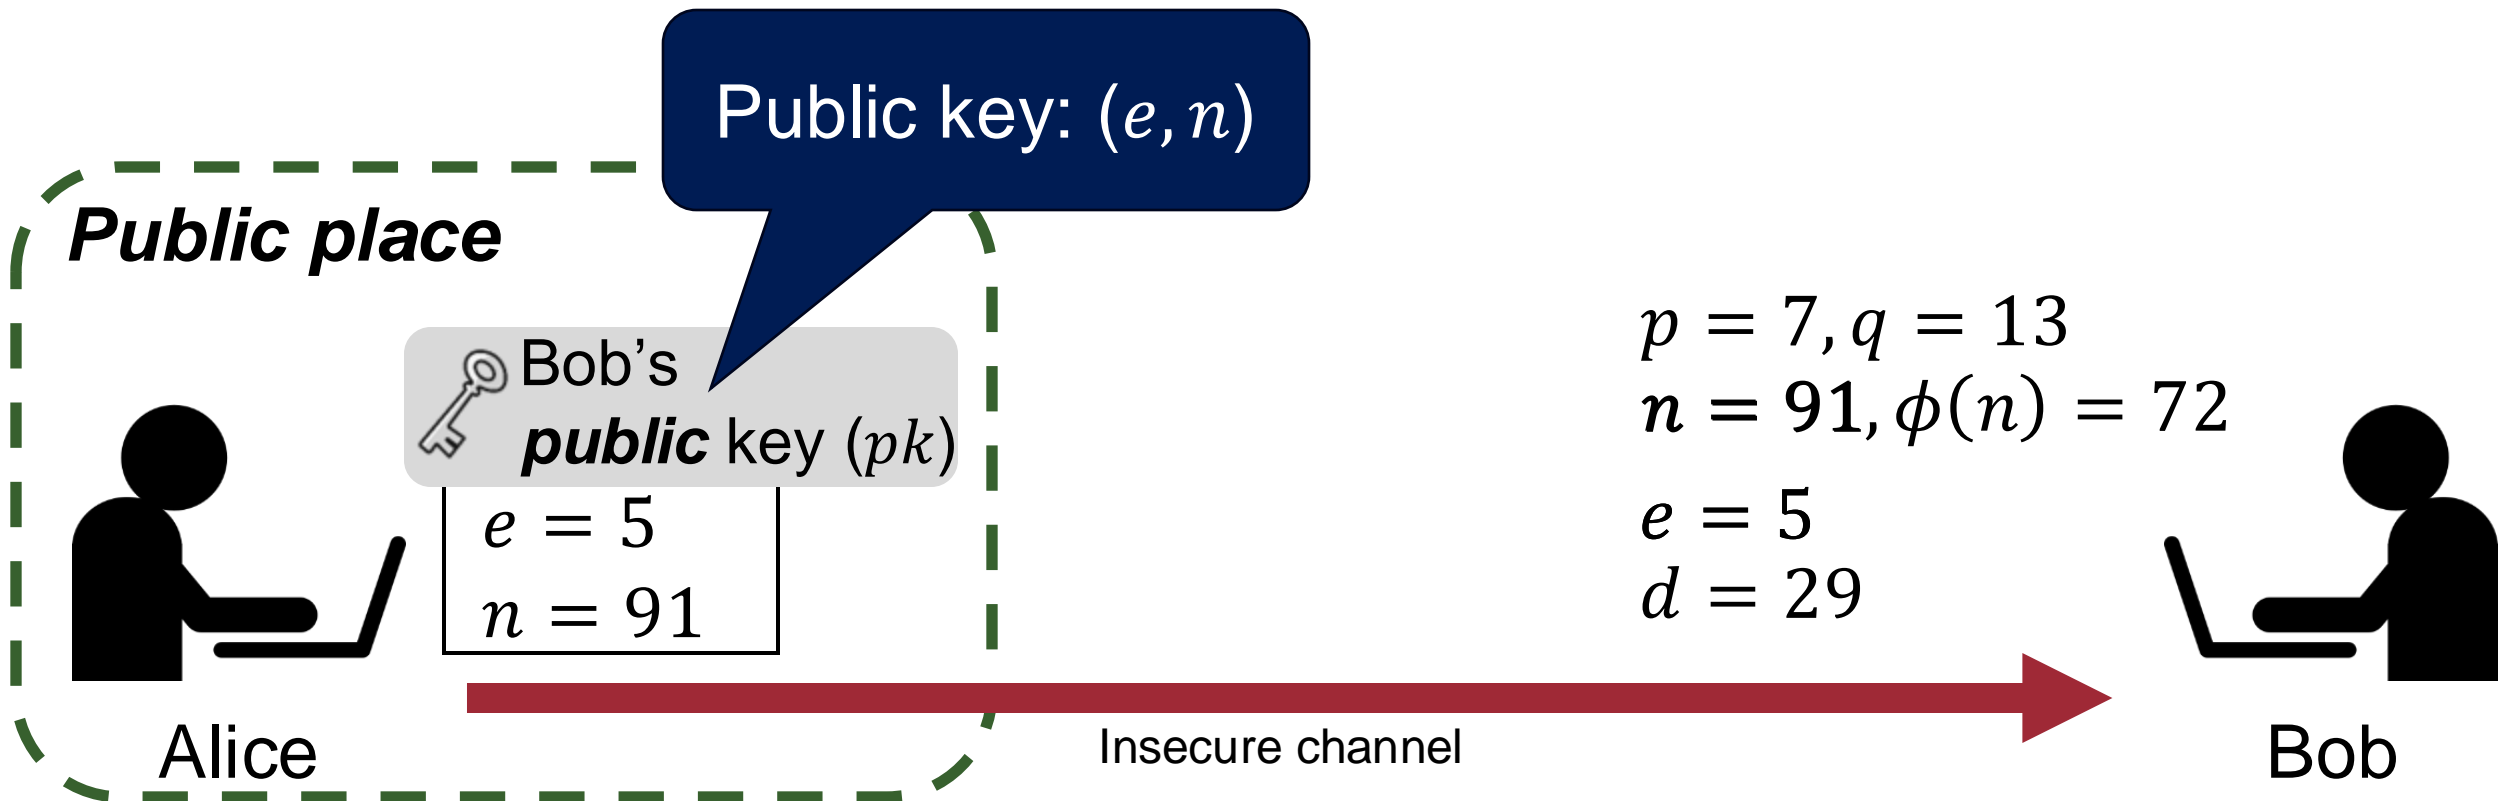 Public key: (e, n)
Public place
Bob's
public key (pk)
e = 5
n = 91
p = 7, q = 13
n = 91, ϕ(n) = 72
e = 5
d = 29
Insecure channel
Alice
Bob